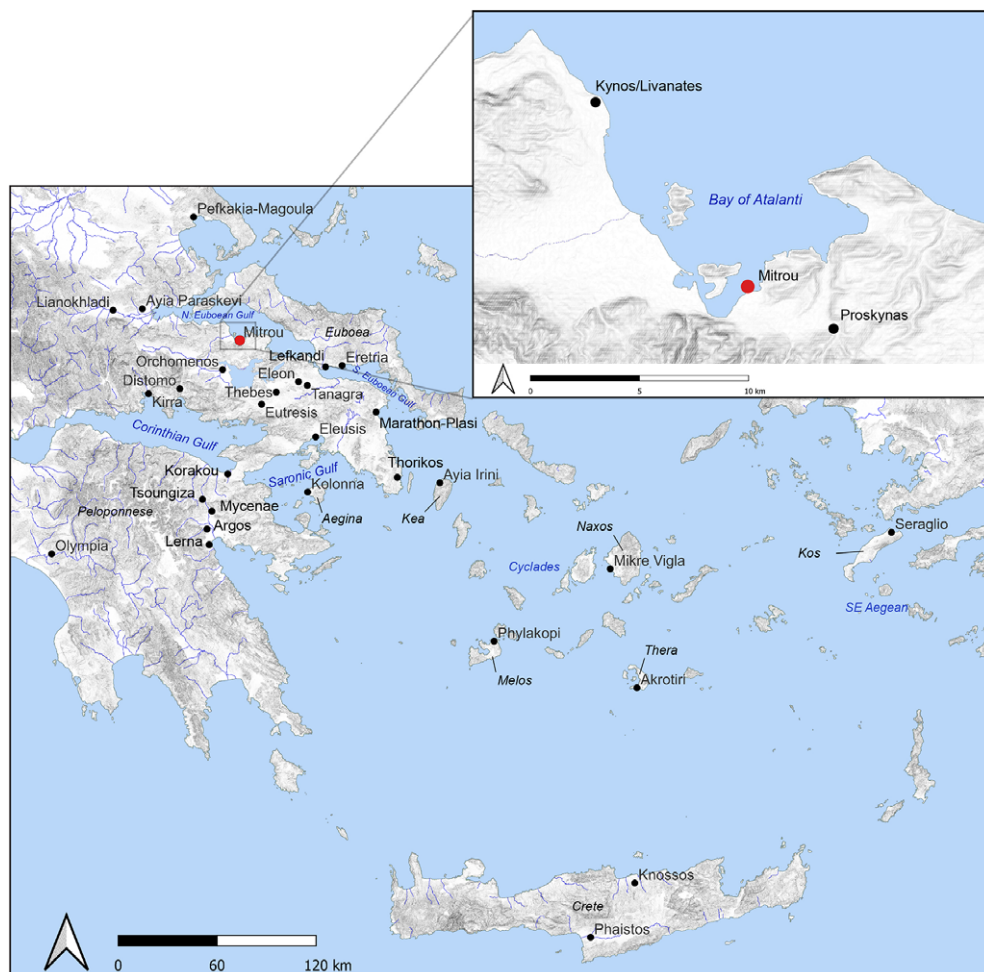 Kynos/Livanates
Bay of Atalanti
Mitrou
Proskynas
0 5 10 km
Pefkakia-Magoula
Lianokhladi
Ayia Paraskevi
N. Euboean Gulf
Mitrou
Euboea
Orchomenos
Lefkandi
Eretria
Distomo
Eleon
S. Euboean Gulf
Kirra
Thebes
Tanagra
Eutresis
Marathon-Plasi
Corinthian Gulf
Eleusis
Korakou
Saronic Gulf
Thorikos
Ayia Irini
Tsoungiza
Kolonna
Peloponnese
Mycenae
Aegina
Kea
Argos
Naxos
Seraglio
Olympia
Lerna
Kos
Cyclades
Mikre Vigla
SE Aegean
Phylakopi
Thera
Melos
Akrotiri
Knossos
Crete
Phaistos
0 60 120 km